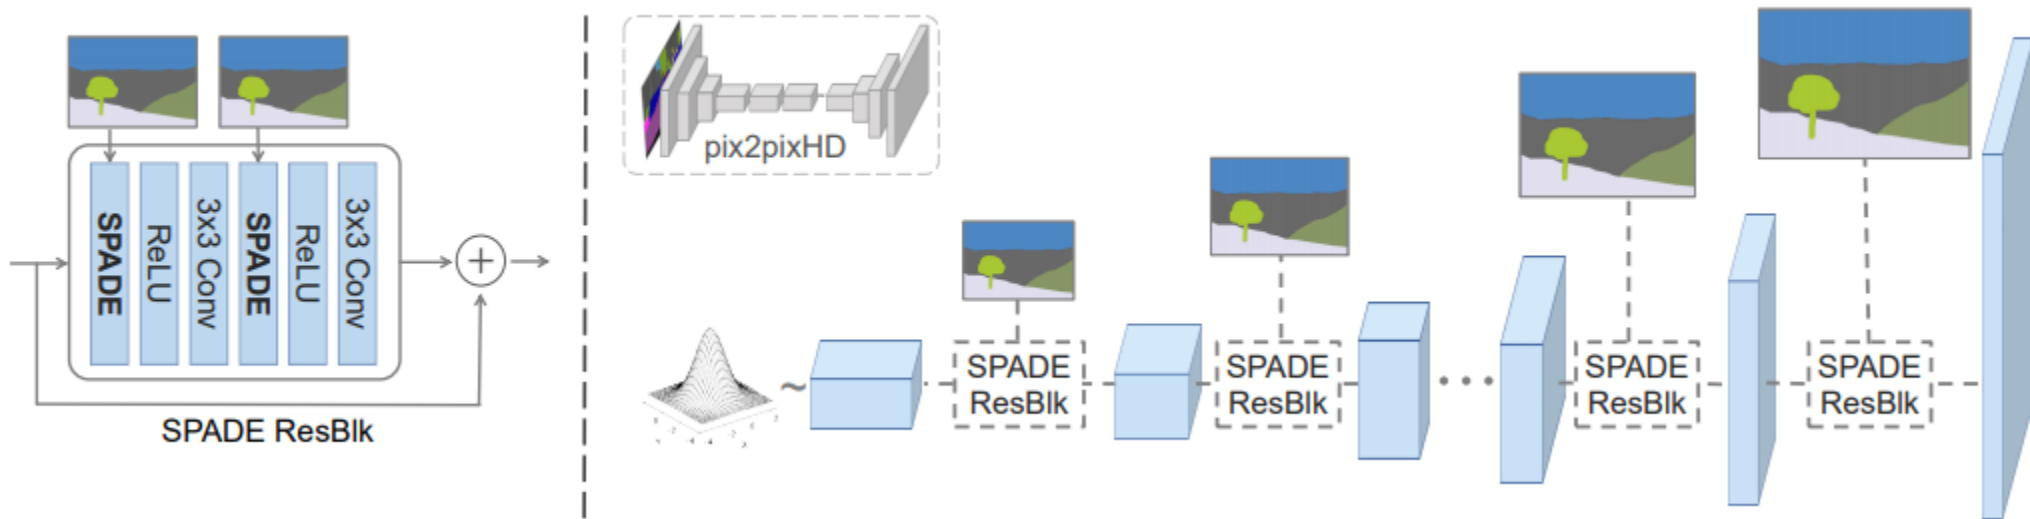 SPADE
ReLU
3x3 Conv
SPADE
ReLU
3x3 Conv
SPADE ResBlk
pix2pixHD
SPADE
ResBlk
SPADE
ResBlk
SPADE
ResBlk
SPADE
ResBlk